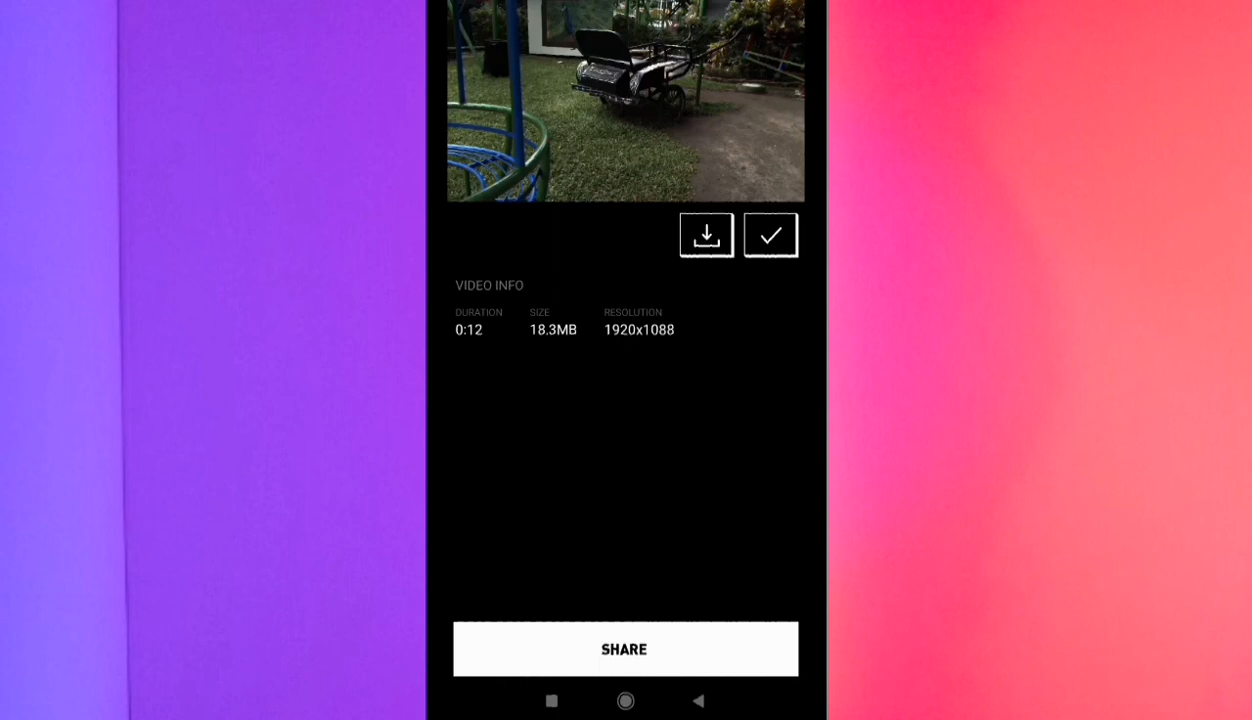 VIDEO INFO
DURATION SIZE RESOLUTION
0:12 18.3MB 1920x1088
SHARE